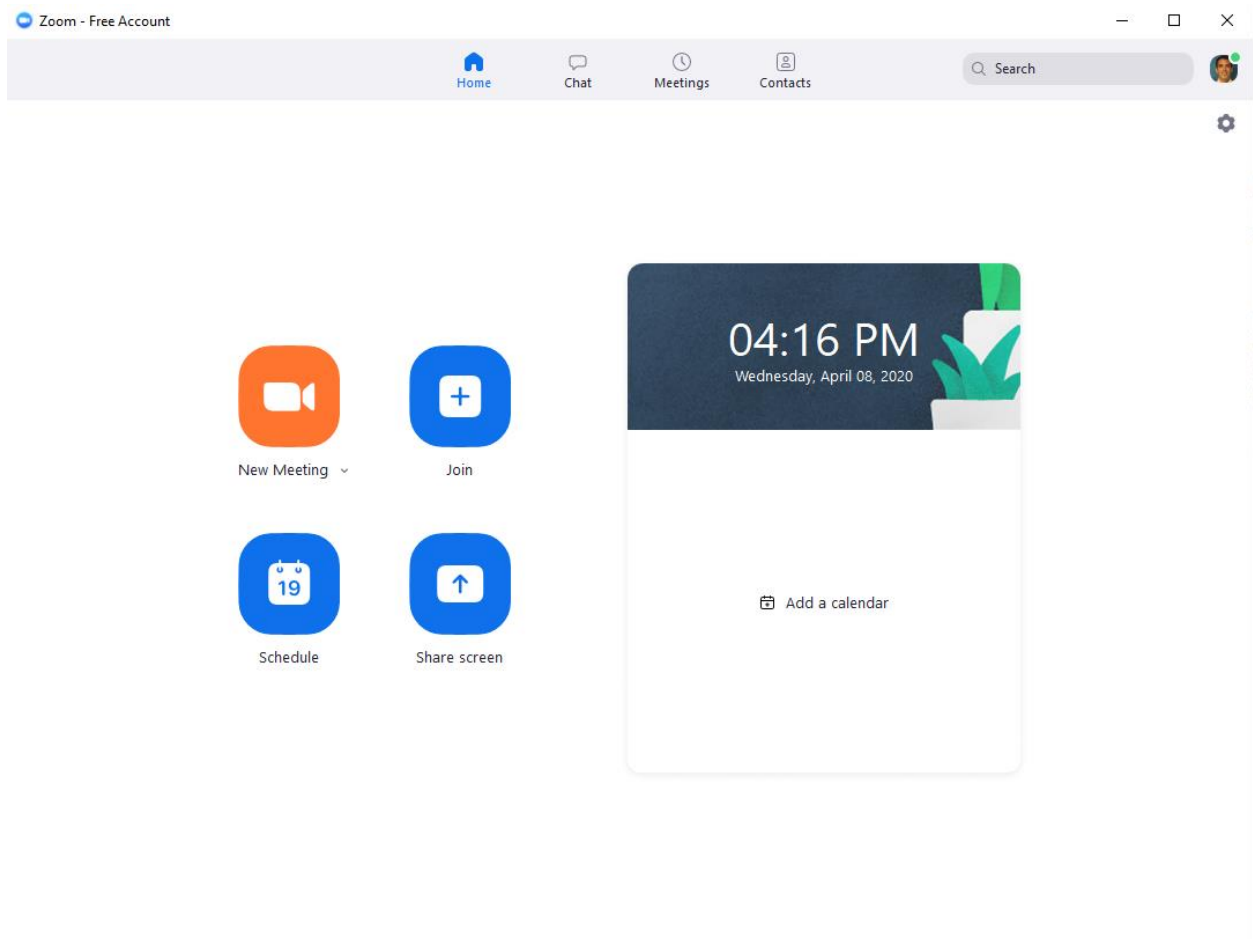 Zoom - Free Account
Home
Chat
Meetings
Contacts
Search
04:16 PM
Wednesday, April 08, 2020
New Meeting
Join
19
Schedule
Share screen
Add a calendar